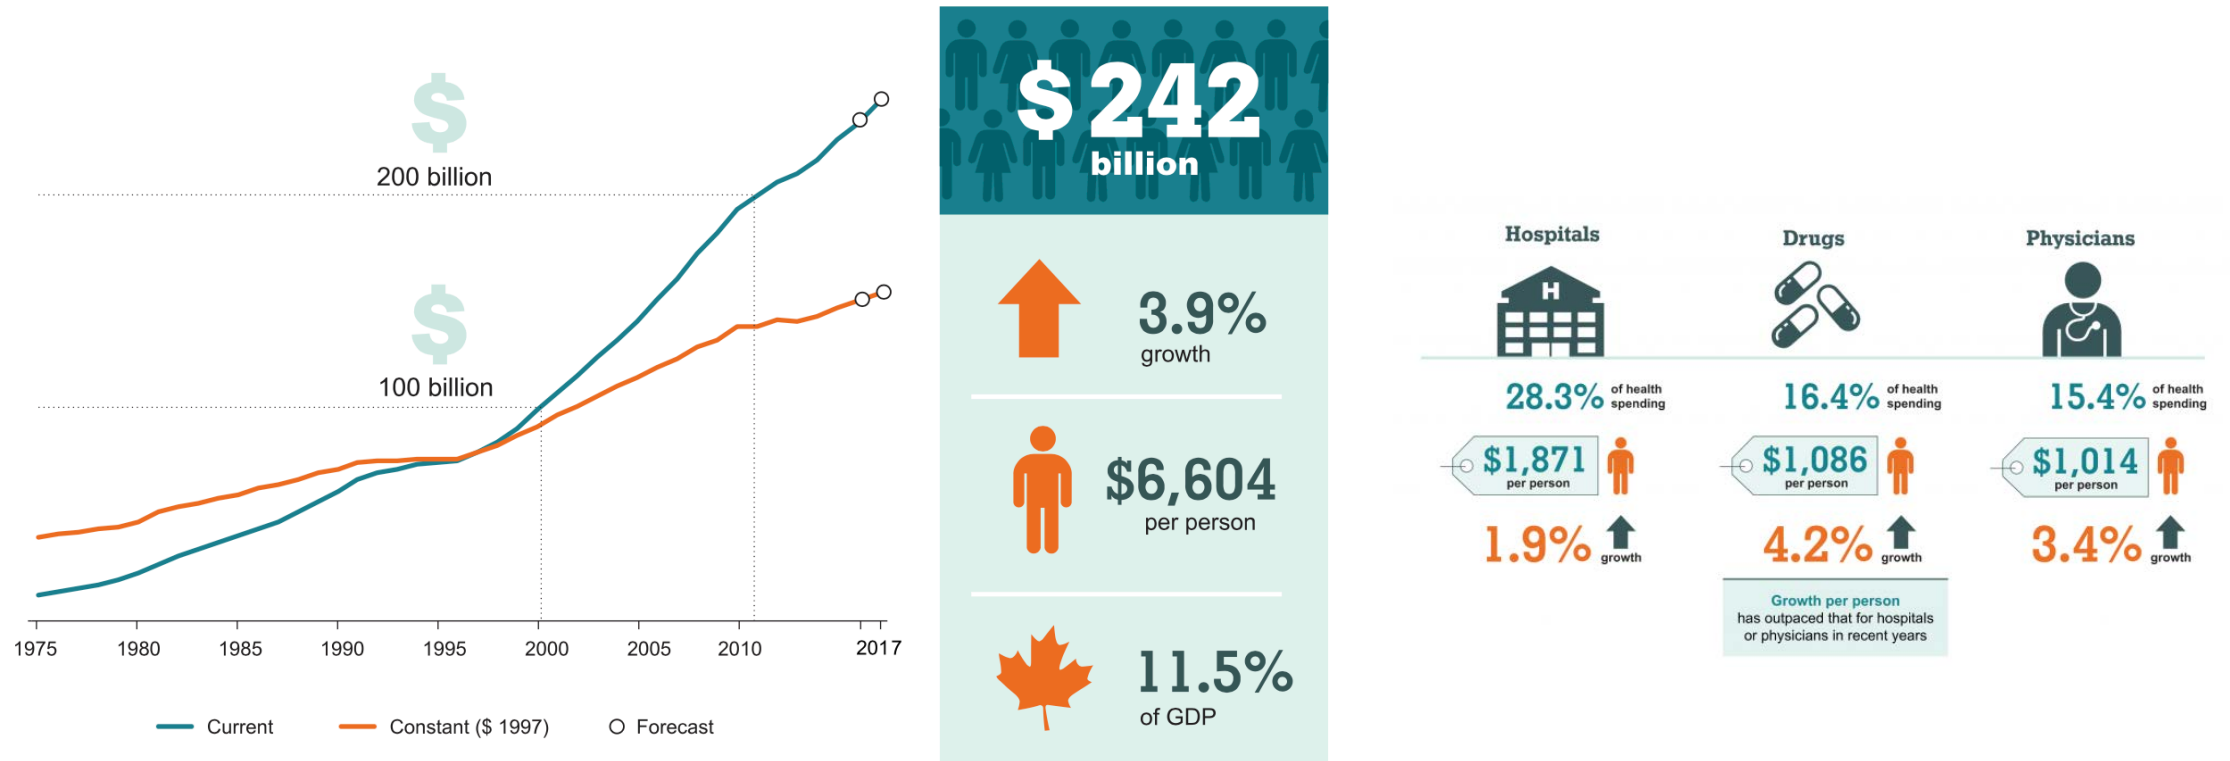 $
200 billion
$
100 billion
1975 1980 1985 1990 1995 2000 2005 2010 2017
Current Constant ($ 1997) Forecast
$242
billion
3.9%
growth
$6,604
per person
11.5%
of GDP
Hospitals
H
28.3% of health
spending
$1,871
per person
1.9% growth
Drugs
16.4% of health
spending
$1,086
per person
4.2% growth
Growth per person
has outpaced that for hospitals
or physicians in recent years
Physicians
15.4% of health
spending
$1,014
per person
3.4% growth